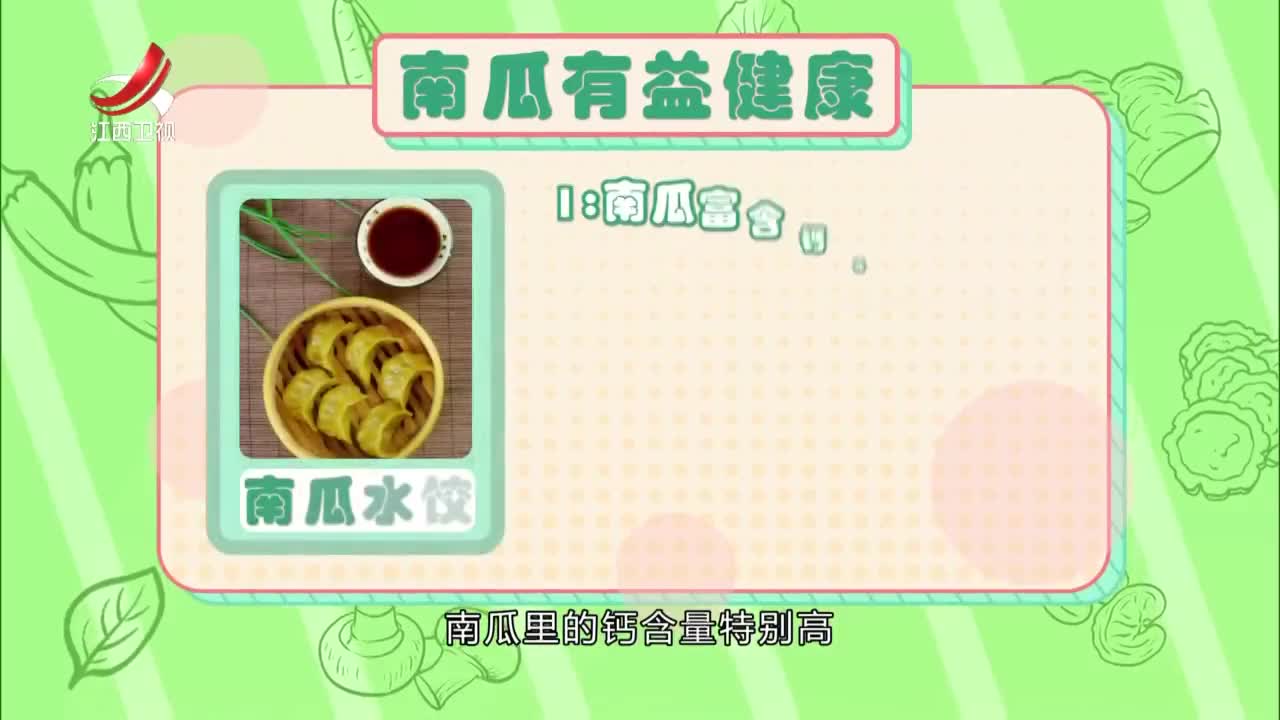 江西卫视
南瓜有益健康
1:南瓜富含
南瓜水饺
南瓜里的钙含量特别高